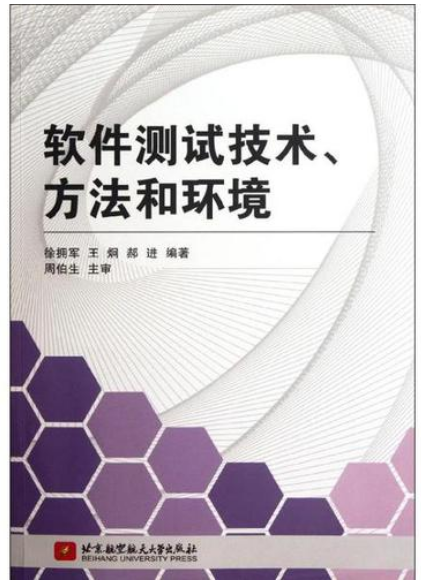 软件测试技术、
方法和环境
徐拥军 王 炯 郝 进 编著
周伯生 主审
北京航空航天大学出版社
BEIHANG UNIVERSITY PRESS